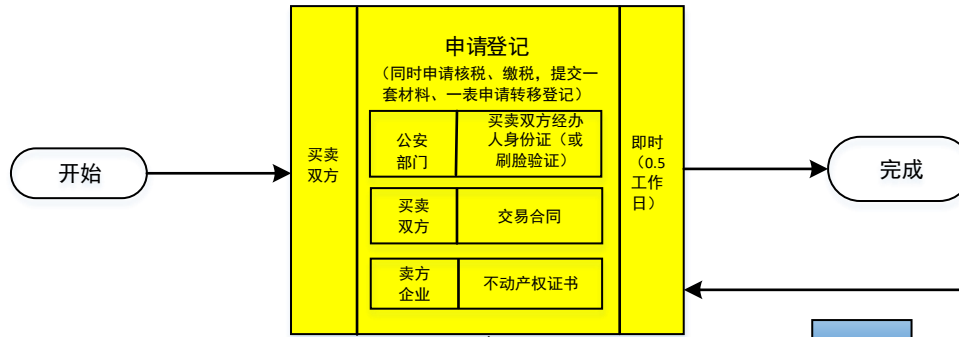 开始
买卖
双方
申请登记
（同时申请核税、缴税，提交一
套材料、一表申请转移登记）
公安
部门
买卖双方经办
人身份证（或
刷脸验证）
买卖
双方
交易合同
卖方
企业
不动产权证书
即时
（0.5
工作
日）
完成